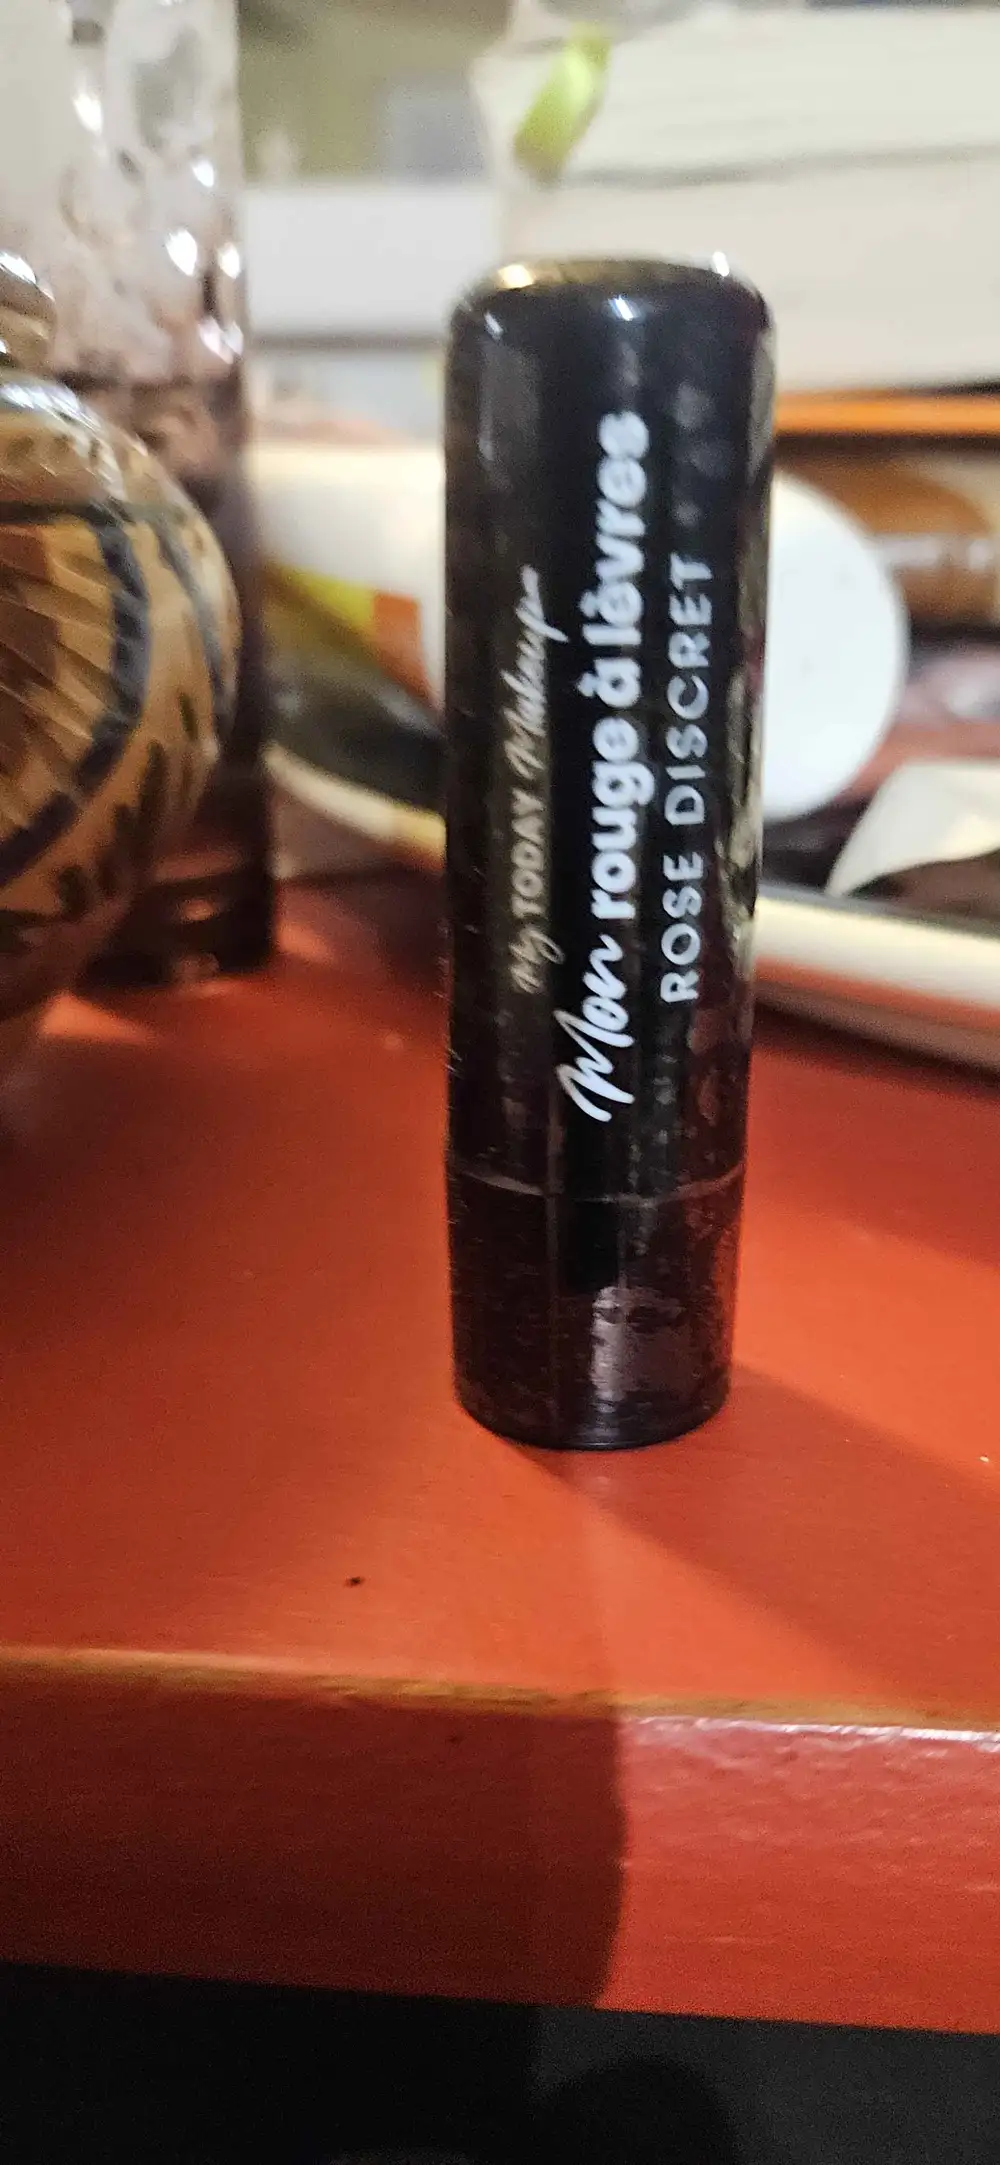 My TODAY Makeup
Mon rouge à lèvres
ROSE DISCRET